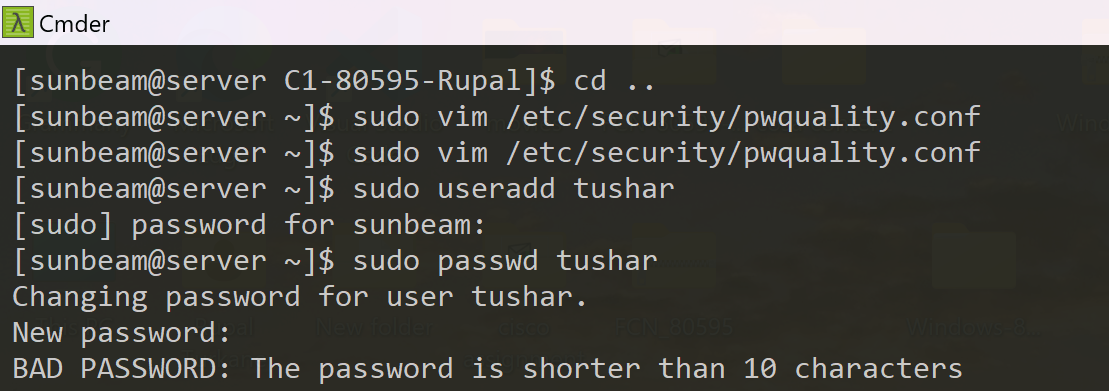 Cmder
[sunbeam@server C1-80595-Rupal]$ cd ..
[sunbeam@server ~]$ sudo vim /etc/security/pwquality.conf
[sunbeam@server ~]$ sudo vim /etc/security/pwquality.conf
[sunbeam@server ~]$ sudo useradd tushar
[sudo] password for sunbeam:
[sunbeam@server ~]$ sudo passwd tushar
Changing password for user tushar.
New password:
BAD PASSWORD: The password is shorter than 10 characters